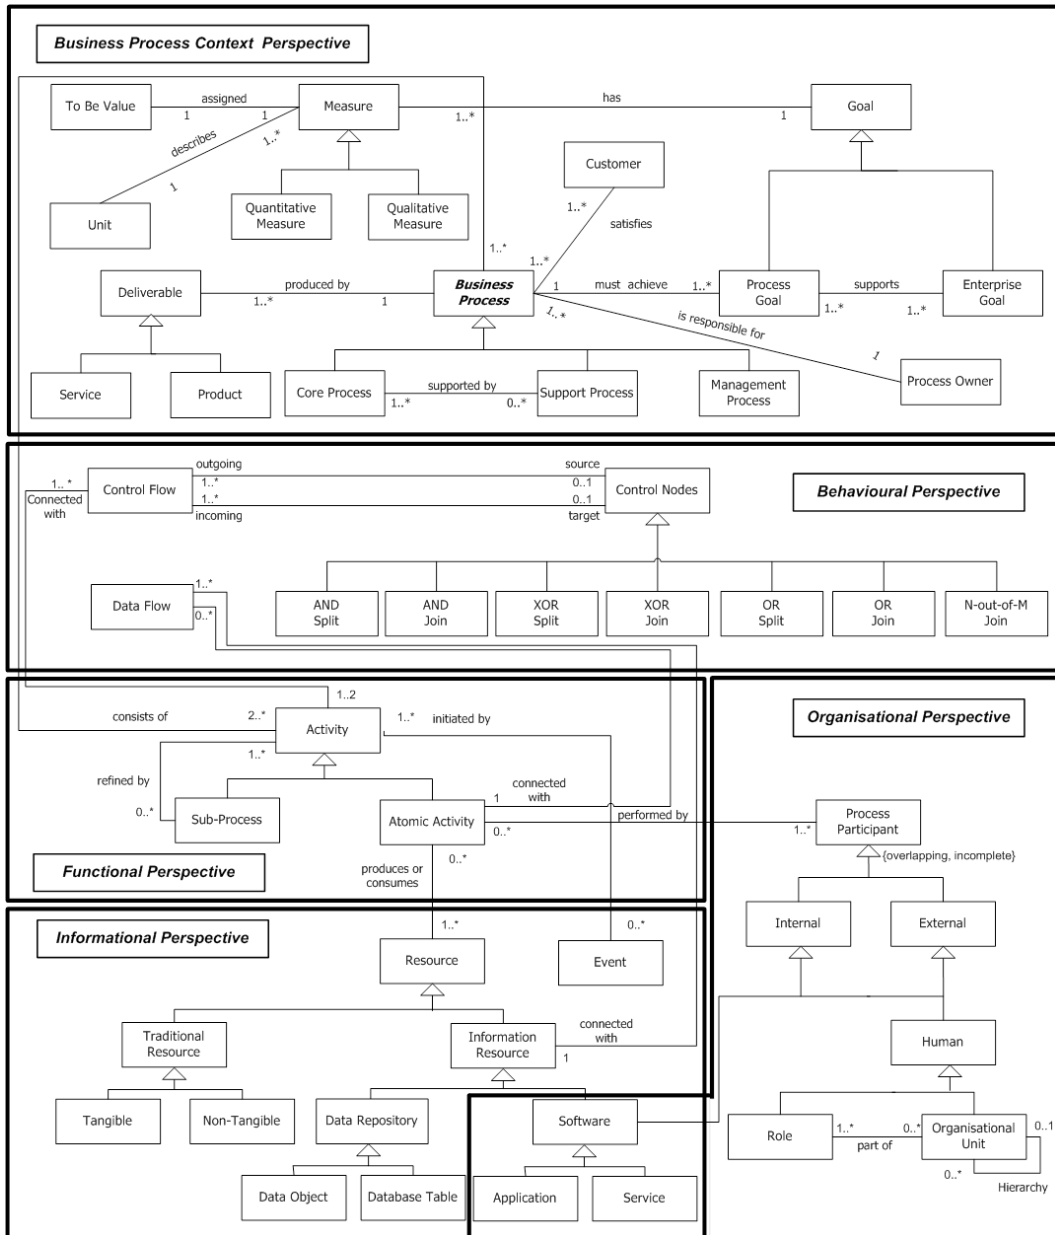 Business Process Context Perspective
To Be Value
assigned
1
1
Measure
1..*
has
1
Goal
describes
1..*
1
Unit
Quantitative
Measure
Qualitative
Measure
Customer
1..*
satisfies
1..*
1..*
Deliverable
1..*
produced by
1
Business
Process
1
must achieve
1..*
Process
Goal
1..*
supports
1..*
Enterprise
Goal
1..*
is responsible for
1
Process Owner
Service
Product
Core Process
1..*
supported by
0..*
Support Process
Management
Process
Behavioural Perspective
1.. *
Connected
with
Control Flow
outgoing
1..*
1..*
incoming
source
0..1
0..1
target
Control Nodes
Data Flow
1..*
0..*
AND
Split
AND
Join
XOR
Split
XOR
Join
OR
Split
OR
Join
N-out-of-M
Join
1..2
consists of
2..*
Activity
1..*
initiated by
1..*
refined by
0..*
Sub-Process
Atomic Activity
1
connected
with
0..*
performed by
1..*
0..*
produces or
consumes
Functional Perspective
Organisational Perspective
Process
Participant
{overlapping, incomplete}
Internal
External
Human
Role
1..*
part of
0..*
Organisational
Unit
0..1
0..*
Hierarchy
Informational Perspective
1..*
Resource
0..*
Event
Traditional
Resource
Information
Resource
connected
with
1
Tangible
Non-Tangible
Data Repository
Software
Data Object
Database Table
Application
Service